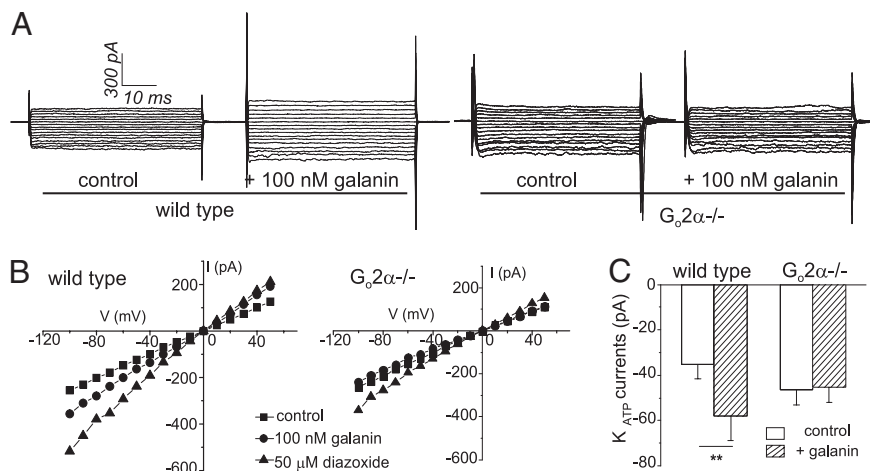 A
300 pA
10 ms
control
+ 100 nM galanin
wild type
control
+ 100 nM galanin
Go2α-/-
B
wild type
I (pA)
V (mV)
200
-120
-80
-40
40
-200
-400
-600
control
100 nM galanin
50 μM diazoxide
Go2α-/-
I (pA)
V (mV)
200
-120
-80
-40
40
-200
-400
-600
C
wild type
Go2α-/-
K ATP currents (pA)
0
-20
-40
-60
-80
**
control
+ galanin